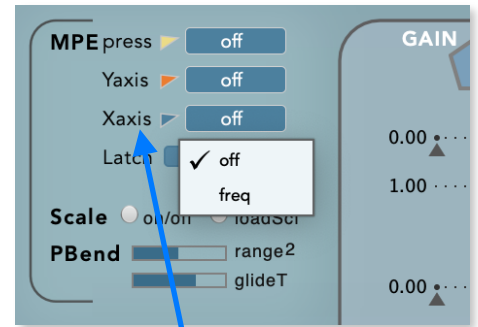 MPE press off GAIN
Yaxis off
Xaxis off
0.00
Latch ✓ off
1.00
freq
Scale on/off loadScl
PBend range2
glideT 0.00